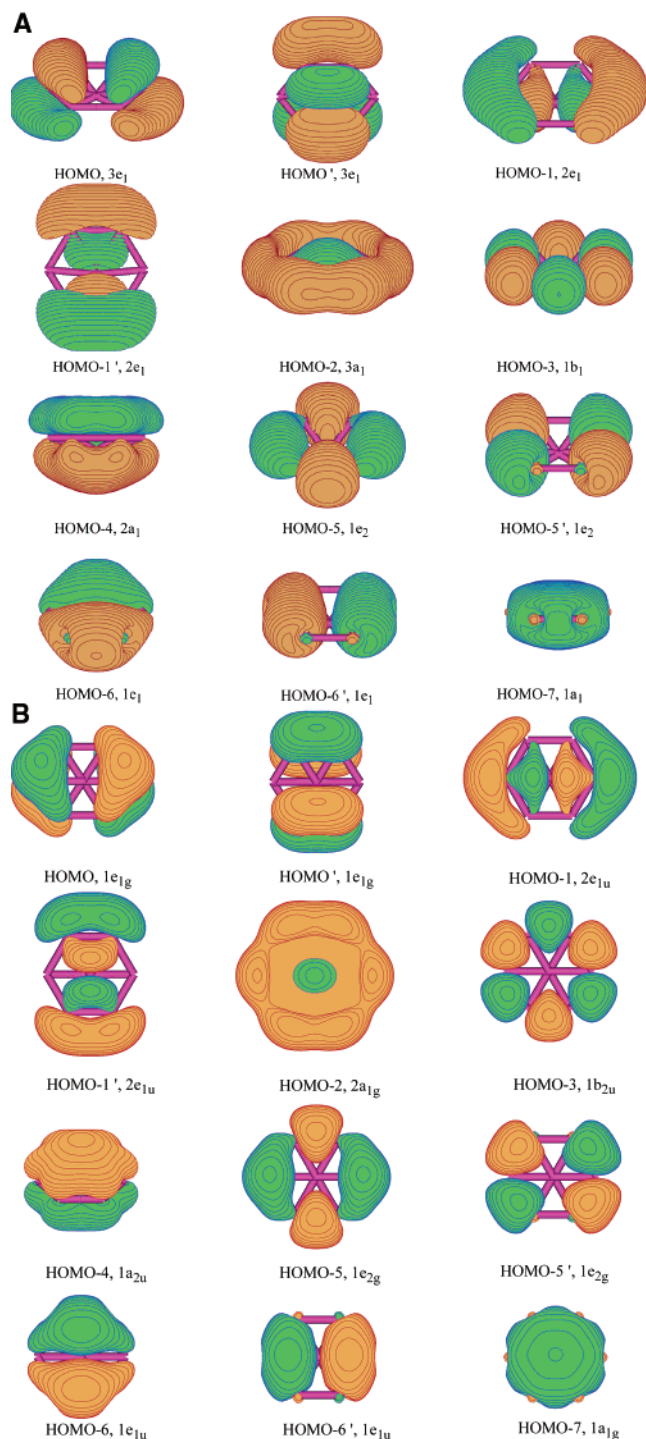 A
HOMO, 3e₁
HOMO ', 3e₁
HOMO-1, 2e₁
HOMO-1 ', 2e₁
HOMO-2, 3a₁
HOMO-3, 1b₁
HOMO-4, 2a₁
HOMO-5, 1e₂
HOMO-5 ', 1e₂
HOMO-6, 1e₁
HOMO-6 ', 1e₁
HOMO-7, 1a₁
B
HOMO, 1e₁g
HOMO ', 1e₁g
HOMO-1, 2e₁u
HOMO-1 ', 2e₁u
HOMO-2, 2a₁g
HOMO-3, 1b₂u
HOMO-4, 1a₂u
HOMO-5, 1e₂g
HOMO-5 ', 1e₂g
HOMO-6, 1e₁u
HOMO-6 ', 1e₁u
HOMO-7, 1a₁g